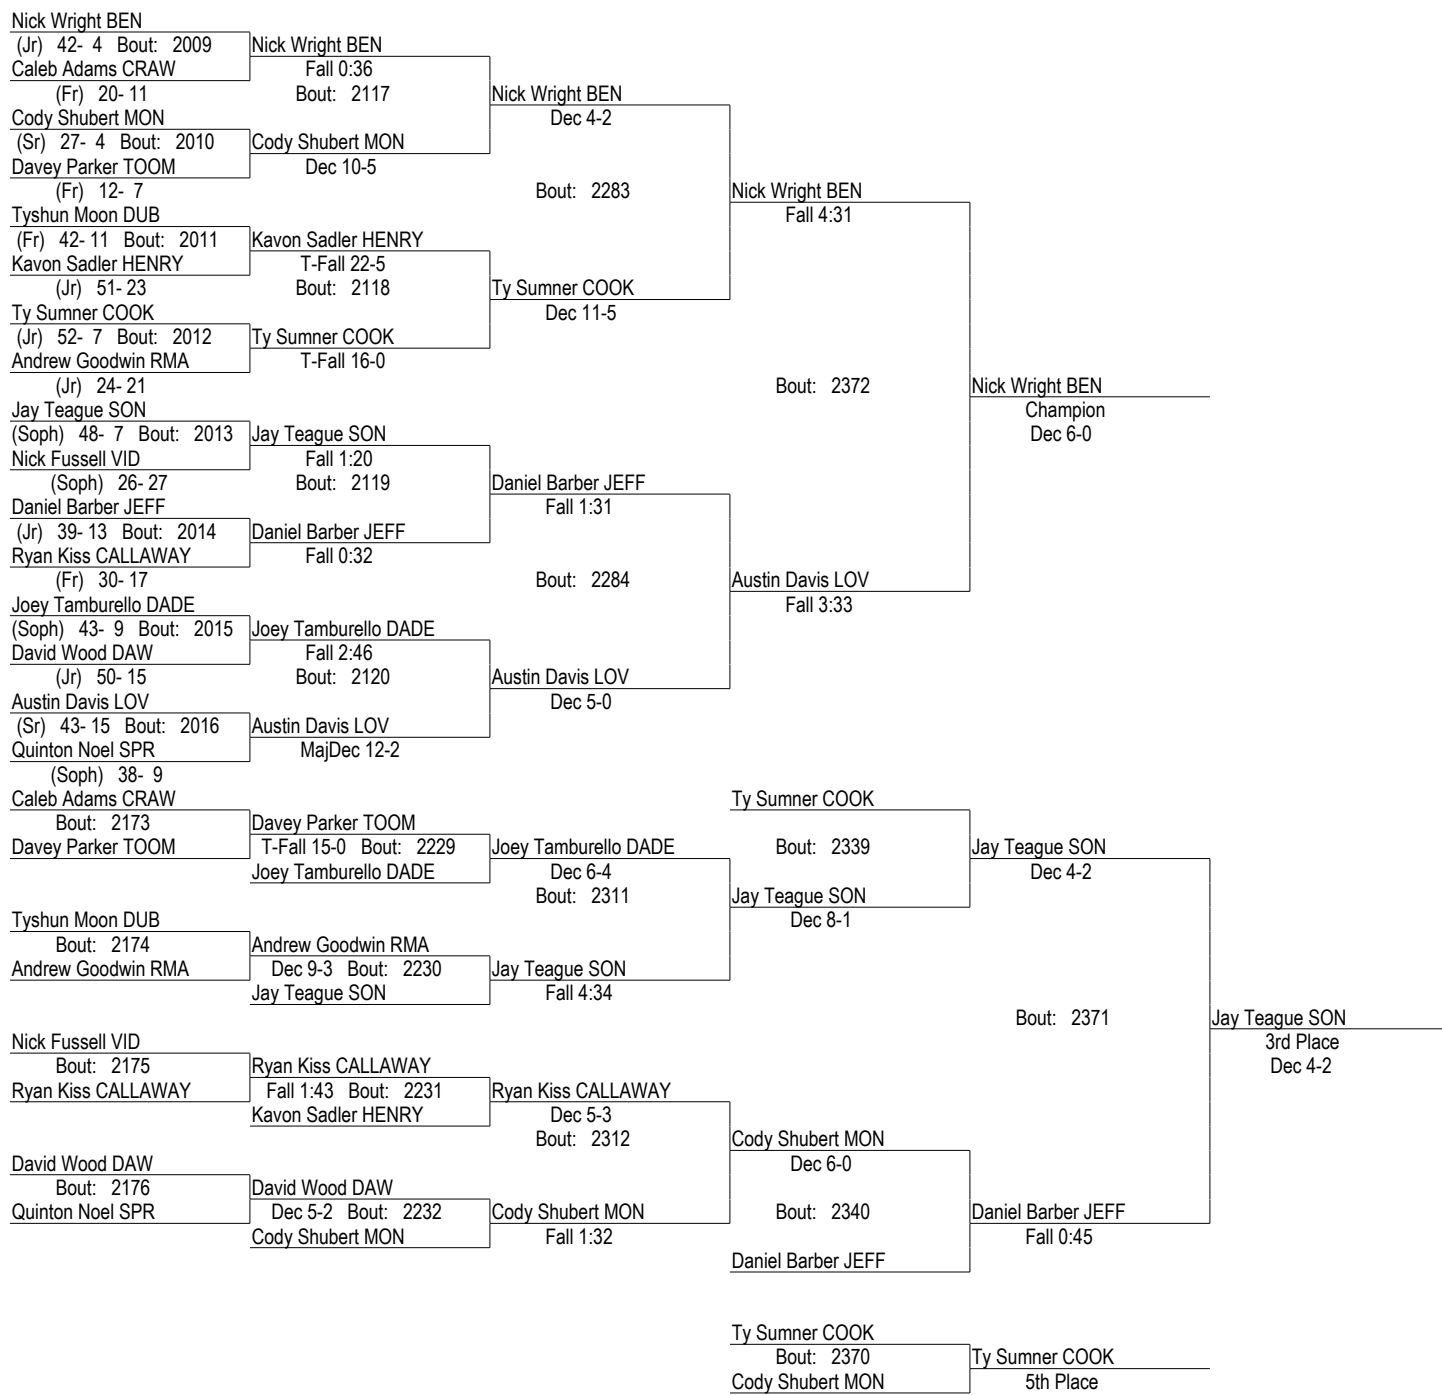 Nick Wright BEN
(Jr) 42- 4 Bout: 2009 Nick Wright BEN
Caleb Adams CRAW Fall 0:36
(Fr) 20- 11 Bout: 2117 Nick Wright BEN
Cody Shubert MON Dec 4-2
(Sr) 27- 4 Bout: 2010 Cody Shubert MON
Davey Parker TOOM Dec 10-5
(Fr) 12- 7 Bout: 2283 Nick Wright BEN
Tyshun Moon DUB Fall 4:31
(Fr) 42- 11 Bout: 2011 Kavon Sadler HENRY
Kavon Sadler HENRY T-Fall 22-5
(Jr) 51- 23 Bout: 2118 Ty Sumner COOK
Ty Sumner COOK Dec 11-5
(Jr) 52- 7 Bout: 2012 Ty Sumner COOK
Andrew Goodwin RMA T-Fall 16-0
(Jr) 24- 21 Bout: 2372 Nick Wright BEN
Jay Teague SON Champion
(Soph) 48- 7 Bout: 2013 Jay Teague SON Dec 6-0
Nick Fussell VID Fall 1:20
(Soph) 26- 27 Bout: 2119 Daniel Barber JEFF
Daniel Barber JEFF Fall 1:31
(Jr) 39- 13 Bout: 2014 Daniel Barber JEFF
Ryan Kiss CALLAWAY Fall 0:32
(Fr) 30- 17 Bout: 2284 Austin Davis LOV
Joey Tamburello DADE Fall 3:33
(Soph) 43- 9 Bout: 2015 Joey Tamburello DADE
David Wood DAW Fall 2:46
(Jr) 50- 15 Bout: 2120 Austin Davis LOV
Austin Davis LOV Dec 5-0
(Sr) 43- 15 Bout: 2016 Austin Davis LOV
Quinton Noel SPR MajDec 12-2
(Soph) 38- 9
Caleb Adams CRAW Ty Sumner COOK
Bout: 2173 Davey Parker TOOM
Davey Parker TOOM T-Fall 15-0 Bout: 2229 Joey Tamburello DADE Bout: 2339 Jay Teague SON
Joey Tamburello DADE Dec 6-4 Dec 4-2
Bout: 2311 Jay Teague SON
Tyshun Moon DUB Dec 8-1
Bout: 2174 Andrew Goodwin RMA
Andrew Goodwin RMA Dec 9-3 Bout: 2230 Jay Teague SON
Jay Teague SON Fall 4:34
Bout: 2371 Jay Teague SON
Nick Fussell VID 3rd Place
Bout: 2175 Ryan Kiss CALLAWAY Dec 4-2
Ryan Kiss CALLAWAY Fall 1:43 Bout: 2231 Ryan Kiss CALLAWAY
Kavon Sadler HENRY Dec 5-3
Bout: 2312 Cody Shubert MON
David Wood DAW Dec 6-0
Bout: 2176 David Wood DAW
Quinton Noel SPR Dec 5-2 Bout: 2232 Cody Shubert MON Bout: 2340 Daniel Barber JEFF
Cody Shubert MON Fall 1:32 Fall 0:45
Daniel Barber JEFF
Ty Sumner COOK
Bout: 2370 Ty Sumner COOK
Cody Shubert MON 5th Place